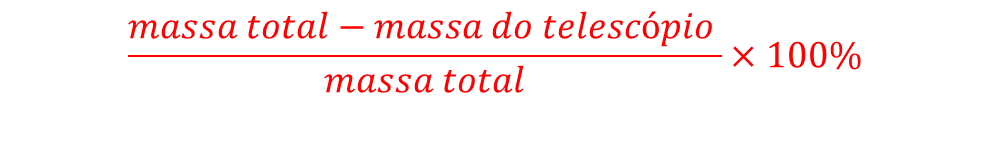 massa total − massa do telescópio
massa total
× 100%